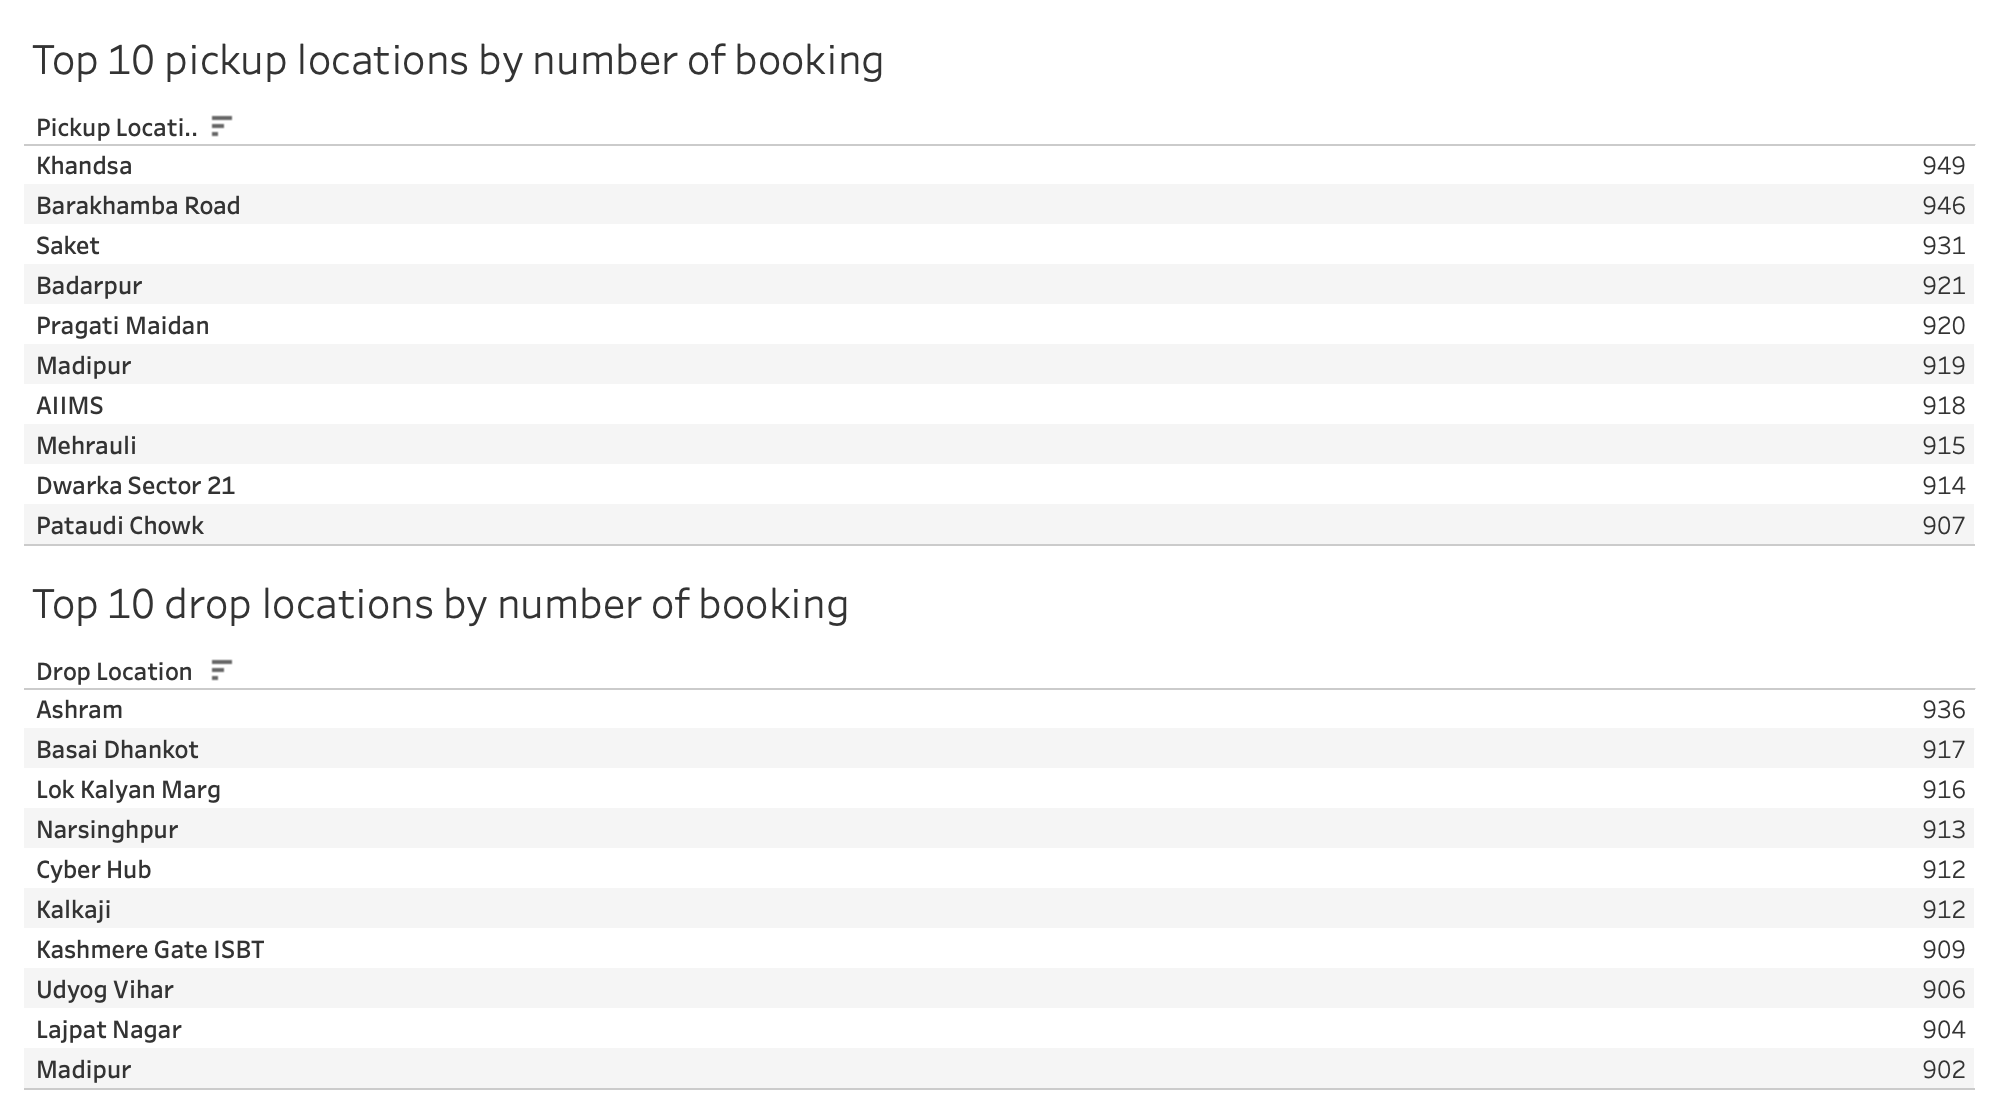 Top 10 pickup locations by number of booking
Pickup Locati..
Khandsa 949
Barakhamba Road 946
Saket 931
Badarpur 921
Pragati Maidan 920
Madipur 919
AIIMS 918
Mehrauli 915
Dwarka Sector 21 914
Pataudi Chowk 907
Top 10 drop locations by number of booking
Drop Location
Ashram 936
Basai Dhankot 917
Lok Kalyan Marg 916
Narsinghpur 913
Cyber Hub 912
Kalkaji 912
Kashmere Gate ISBT 909
Udyog Vihar 906
Lajpat Nagar 904
Madipur 902